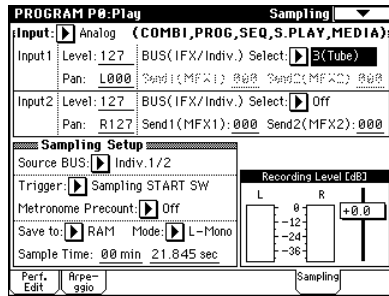 PROGRAM P0:Play Sampling
Input: Analog (COMBI,PROG,SEQ,S.PLAY,MEDIA)
Input1 Level: 127 BUS(IFX/Indiv.) Select: 3(Tube)
Pan: L000 Send1(MFX1) 000 Send2(MFX2) 000
Input2 Level: 127 BUS(IFX/Indiv.) Select: Off
Pan: R127 Send1(MFX1): 000 Send2(MFX2): 000
Sampling Setup
Source BUS: Indiv.1/2
Trigger: Sampling START SW
Metronome Precount: Off
Save to: RAM Mode: L-Mono
Sample Time: 00 min 21.845 sec
Recording Level [dB]
L R
0
-12
-24
-36
+0.0
Perf. Edit
Arpe-ggio
Sampling